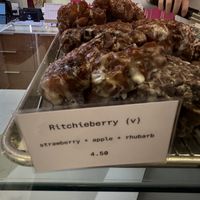 Ritchieberry (v)
strawberry + apple + rhubarb
4.50